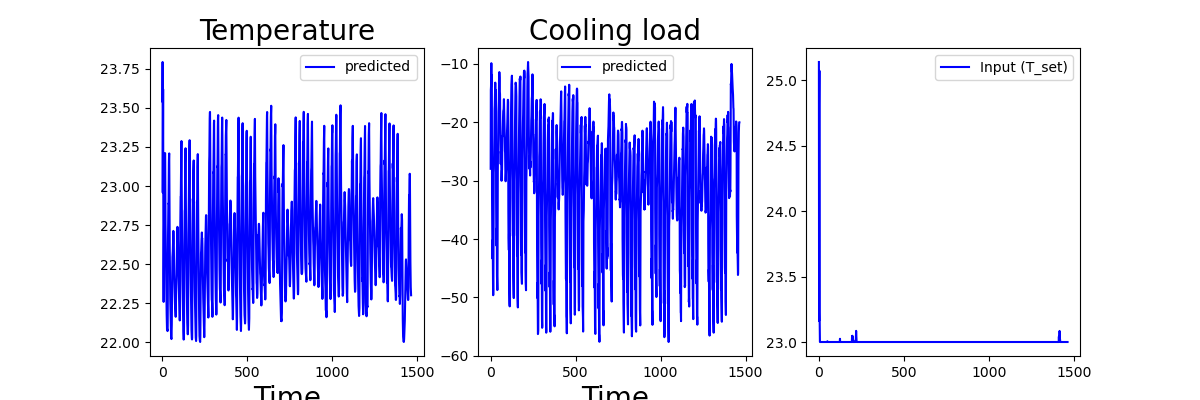 Temperature
predicted
23.75
23.50
23.25
23.00
22.75
22.50
22.25
22.00
0 500 1000 1500
Time
Cooling load
predicted
−10
−20
−30
−40
−50
−60
0 500 1000 1500
Time
Input (T_set)
25.0
24.5
24.0
23.5
23.0
0 500 1000 1500